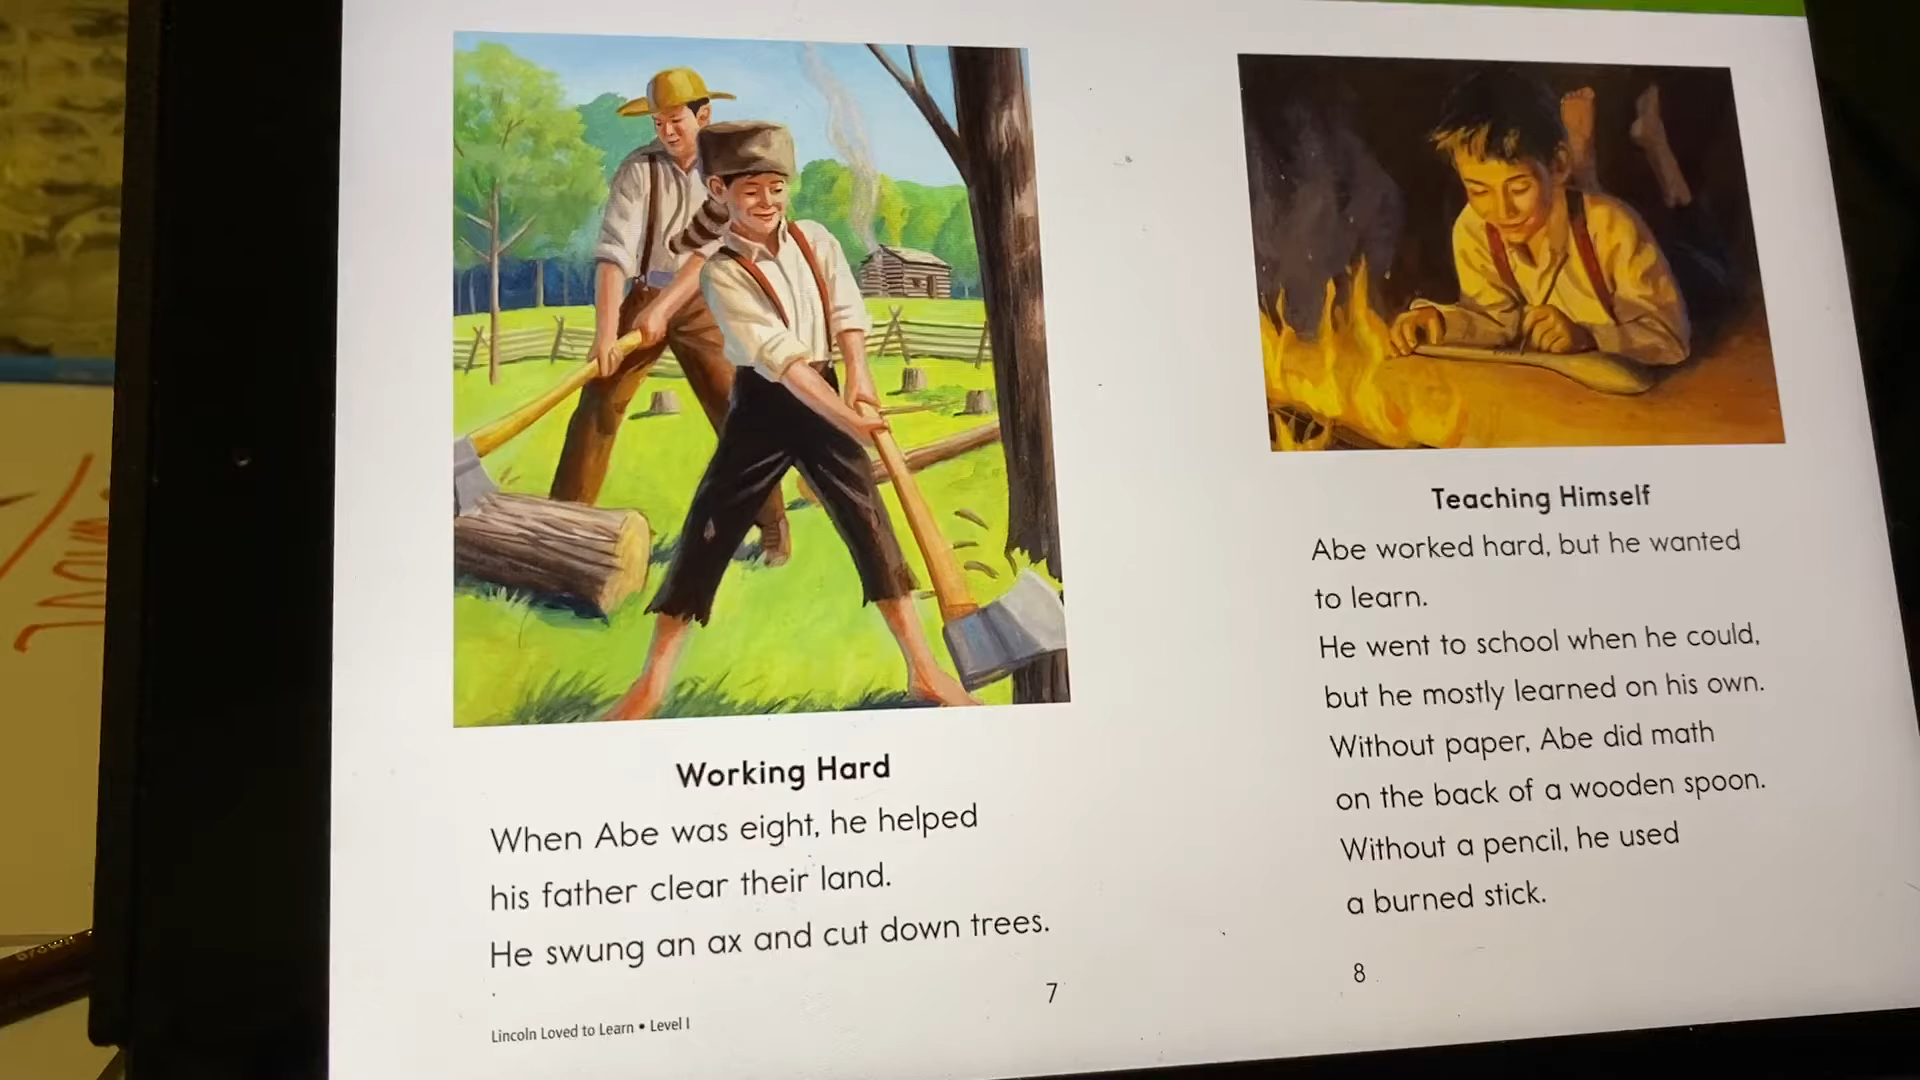 Working Hard
When Abe was eight, he helped
his father clear their land.
He swung an ax and cut down trees.
7
Lincoln Loved to Learn • Level I
Teaching Himself
Abe worked hard, but he wanted
to learn.
He went to school when he could,
but he mostly learned on his own.
Without paper, Abe did math
on the back of a wooden spoon.
Without a pencil, he used
a burned stick.
8